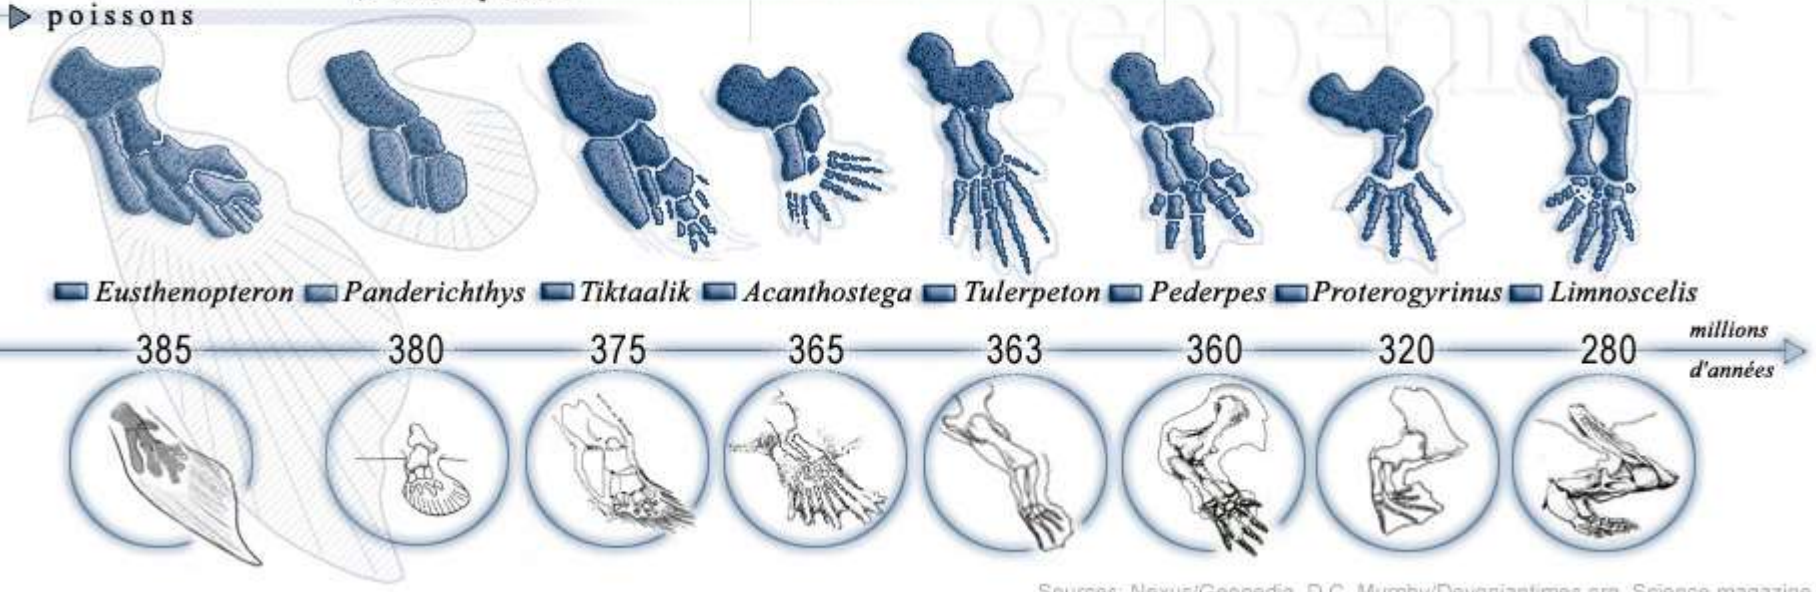 poissons
Eusthenopteron Panderichthys Tiktaalik Acanthostega Tulerpeton Pederpes Proterogyrinus Limnoscelis
385 380 375 365 363 360 320 280 millions d'années